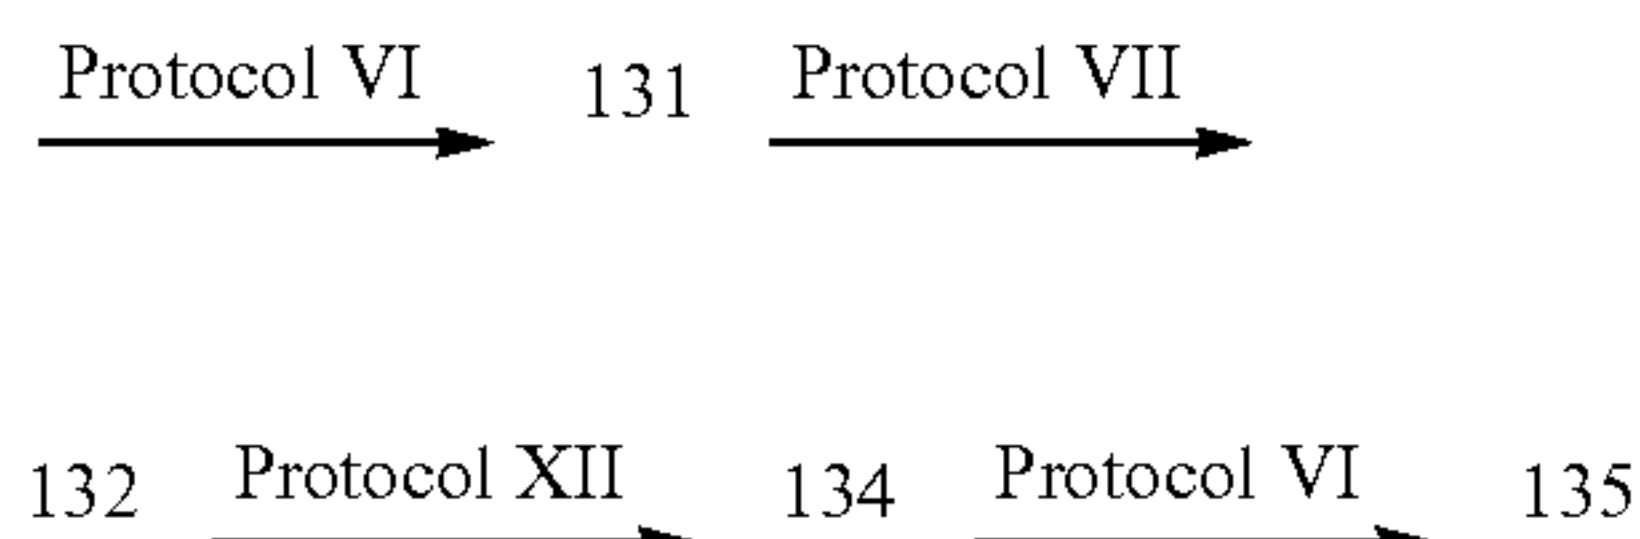 Protocol VI 131 Protocol VII
132 Protocol XII 134 Protocol VI 135